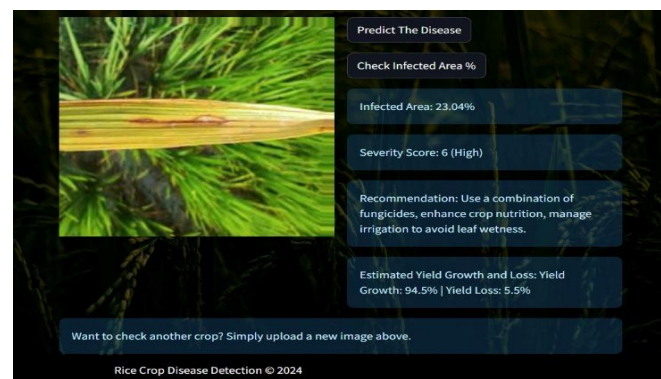 Predict The Disease
Check Infected Area %
Infected Area: 23.04%
Severity Score: 6 (High)
Recommendation: Use a combination of
fungicides, enhance crop nutrition, manage
irrigation to avoid leaf wetness.
Estimated Yield Growth and Loss: Yield
Growth: 94.5% | Yield Loss: 5.5%
Want to check another crop? Simply upload a new image above.
Rice Crop Disease Detection © 2024